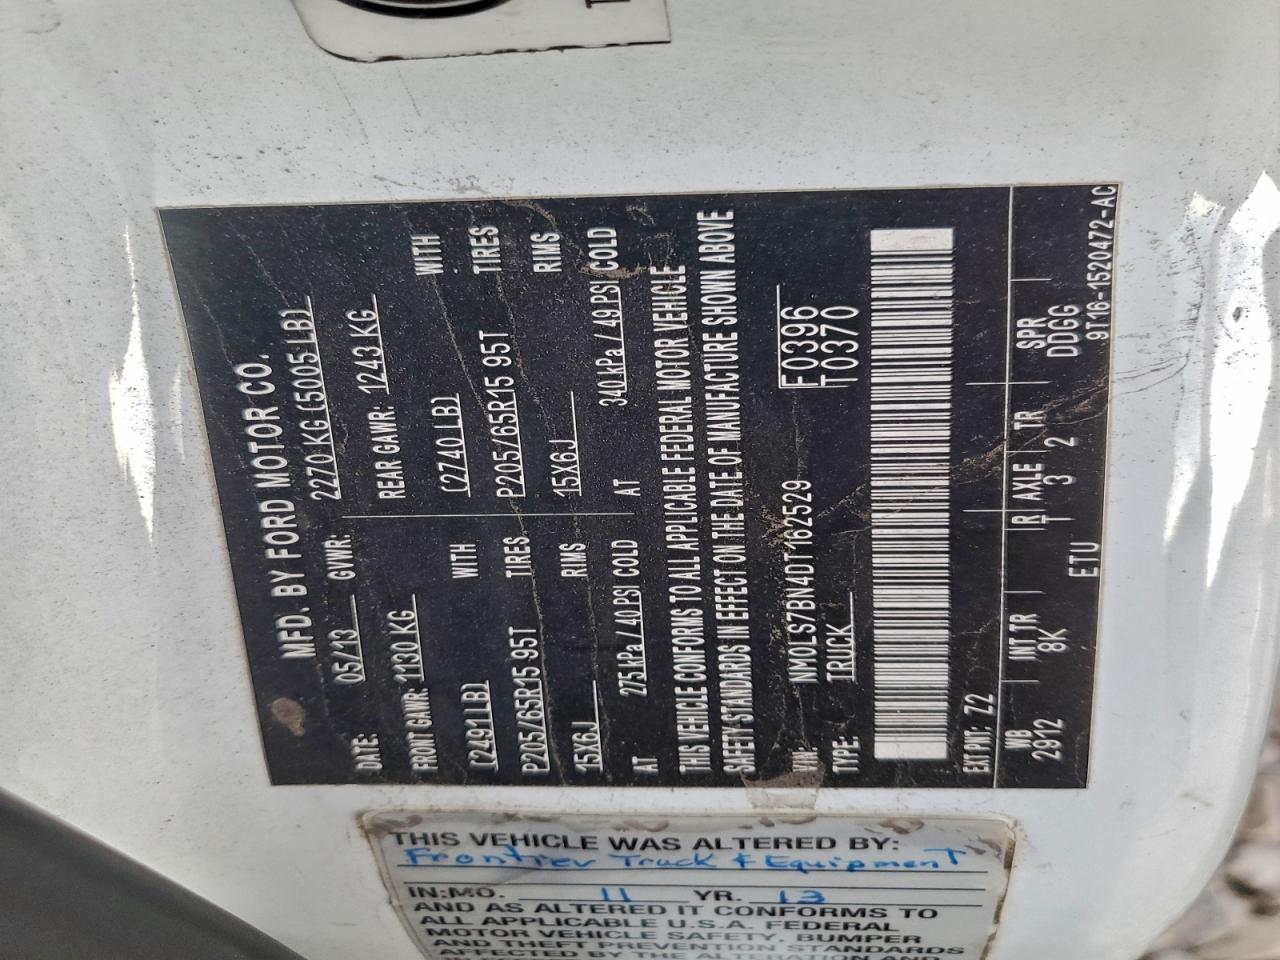 MFD. BY FORD MOTOR CO.
DATE: 05/13 GVWR: 2270 KG (5005 LB)
FRONT GAWR: 1130 KG REAR GAWR: 1243 KG
(2491 LB) WITH (2740 LB) WITH
P205/65R15 95T TIRES P205/65R15 95T TIRES
15X6J RIMS 15X6J RIMS
AT 275 kPa / 40 PSI COLD AT 340 kPa / 49 PSI COLD
THIS VEHICLE CONFORMS TO ALL APPLICABLE FEDERAL MOTOR VEHICLE
SAFETY STANDARDS IN EFFECT ON THE DATE OF MANUFACTURE SHOWN ABOVE
VIN: NM0LS7BN4DT162529 F0396
TYPE: TRUCK T0370
EXT PNT: Z2
WB INT TR R AXLE TR SPR
2912 8K 1 3 2 DDGG
ETU 9T16-1520472-AC
THIS VEHICLE WAS ALTERED BY:
Frontier Truck & Equipment
IN:MO. 11 YR. 13
AND AS ALTERED IT CONFORMS TO
ALL APPLICABLE U.S.A. FEDERAL
MOTOR VEHICLE SAFETY, BUMPER
AND THEFT PREVENTION STANDARDS
AFFECTED BY THE ALTERATION AND